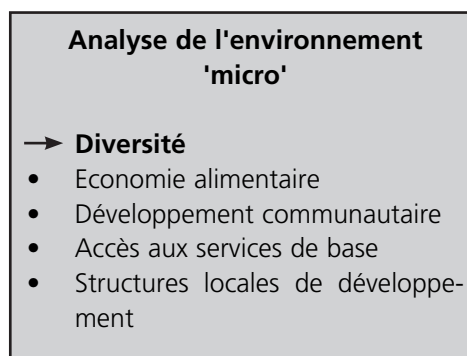 Analyse de l'environnement
'micro'
→ Diversité
• Economie alimentaire
• Développement communautaire
• Accès aux services de base
• Structures locales de développe-
ment